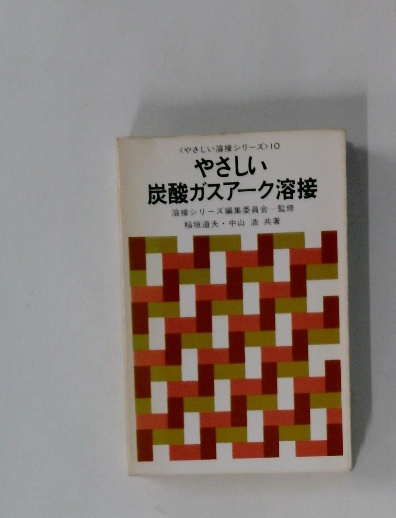 〈やさしい溶接シリーズ〉10
やさしい
炭酸ガスアーク溶接
溶接シリーズ編集委員会─監修
稲垣道夫・中山 浩 共著